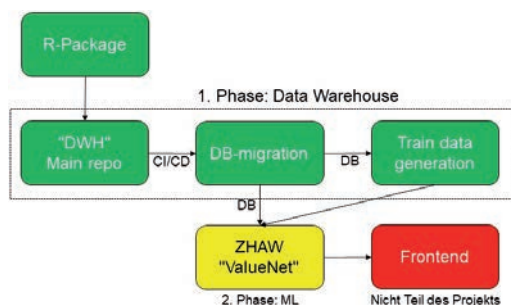 R-Package
1. Phase: Data Warehouse
"DWH"
Main repo
CI/CD
DB-migration
DB
Train data
generation
DB
ZHAW
"ValueNet"
Frontend
2. Phase: ML
Nicht Teil des Projekts